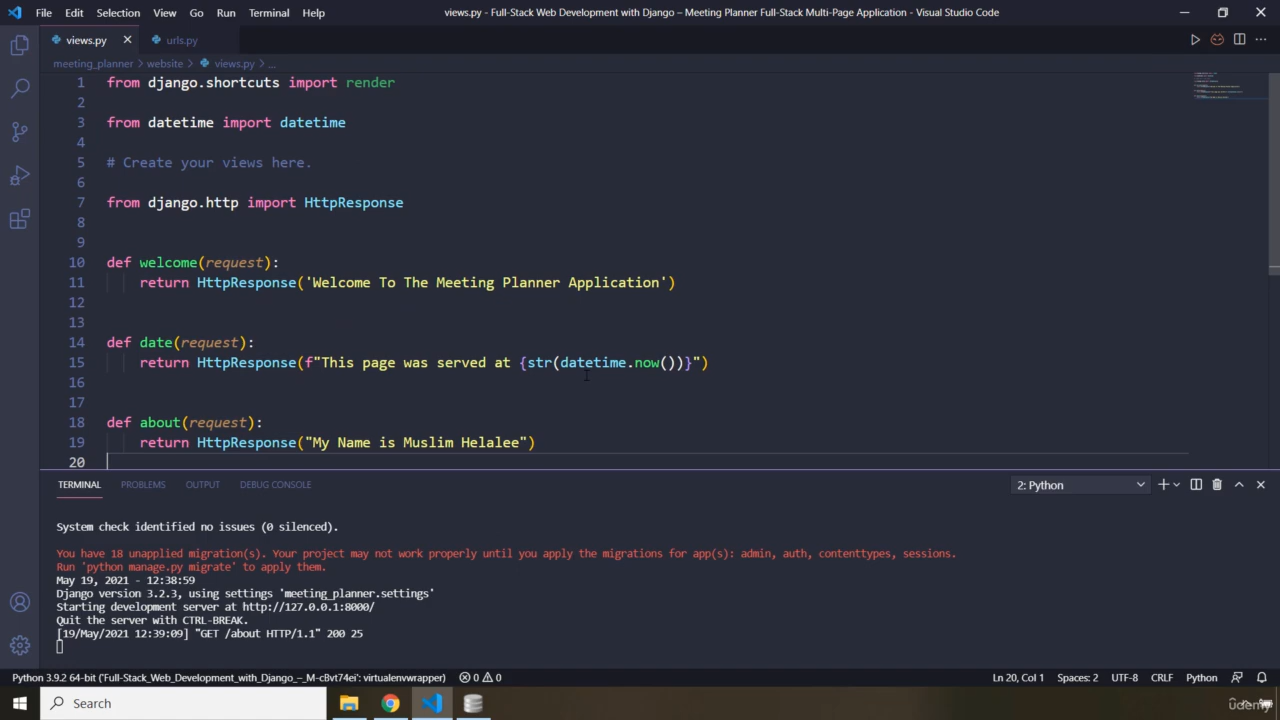 File Edit Selection View Go Run Terminal Help views.py - Full-Stack Web Development with Django – Meeting Planner Full-Stack Multi-Page Application - Visual Studio Code
views.py urls.py
meeting_planner > website > views.py > ...
1 from django.shortcuts import render
2
3 from datetime import datetime
4
5 # Create your views here.
6
7 from django.http import HttpResponse
8
9
10 def welcome(request):
11 return HttpResponse('Welcome To The Meeting Planner Application')
12
13
14 def date(request):
15 return HttpResponse(f"This page was served at {str(datetime.now())}")
16
17
18 def about(request):
19 return HttpResponse("My Name is Muslim Helalee")
20
TERMINAL PROBLEMS OUTPUT DEBUG CONSOLE 2: Python
System check identified no issues (0 silenced).
You have 18 unapplied migration(s). Your project may not work properly until you apply the migrations for app(s): admin, auth, contenttypes, sessions.
Run 'python manage.py migrate' to apply them.
May 19, 2021 - 12:38:59
Django version 3.2.3, using settings 'meeting_planner.settings'
Starting development server at http://127.0.0.1:8000/
Quit the server with CTRL-BREAK.
[19/May/2021 12:39:09] "GET /about HTTP/1.1" 200 25
Python 3.9.2 64-bit ('Full-Stack_Web_Development_with_Django_–_M-cBvt74ei': virtualenvwrapper) 0 0 Ln 20, Col 1 Spaces: 2 UTF-8 CRLF Python
Search
udemy